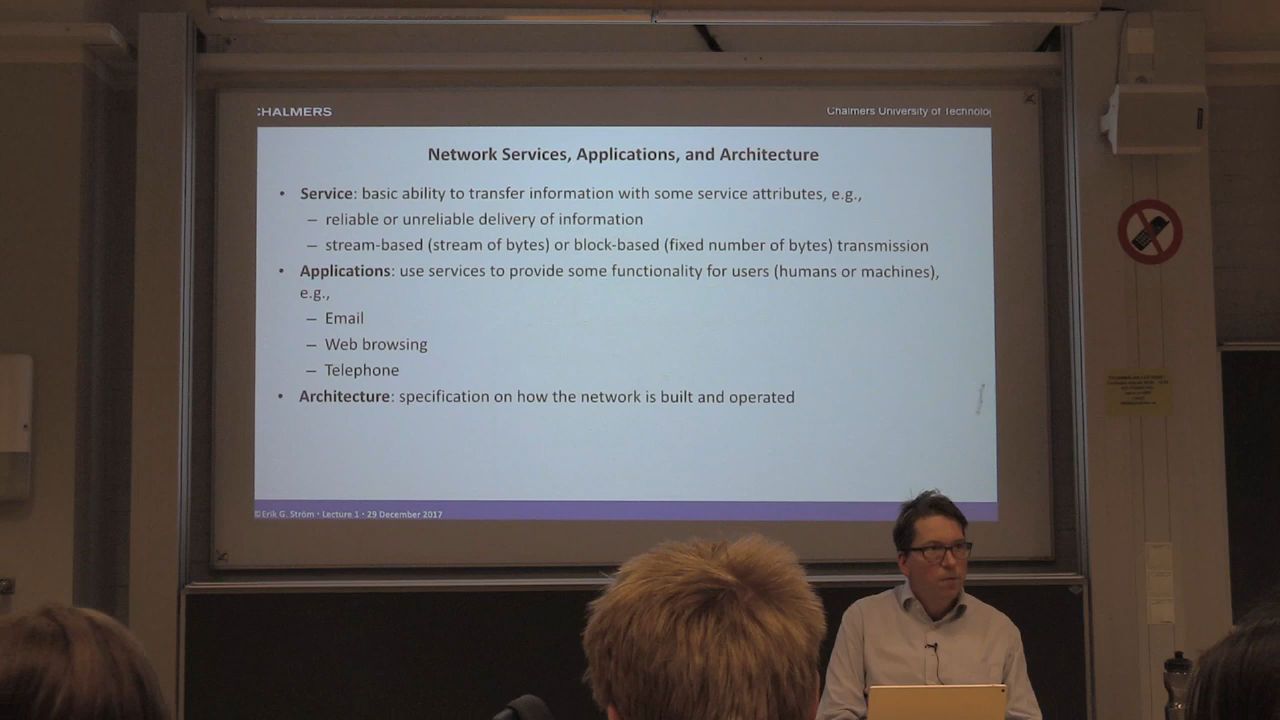 CHALMERS
Chalmers University of Technolog
Network Services, Applications, and Architecture
• Service: basic ability to transfer information with some service attributes, e.g.,
– reliable or unreliable delivery of information
– stream-based (stream of bytes) or block-based (fixed number of bytes) transmission
• Applications: use services to provide some functionality for users (humans or machines),
e.g.,
– Email
– Web browsing
– Telephone
• Architecture: specification on how the network is built and operated
©Erik G. Ström • Lecture 1 • 29 December 2017